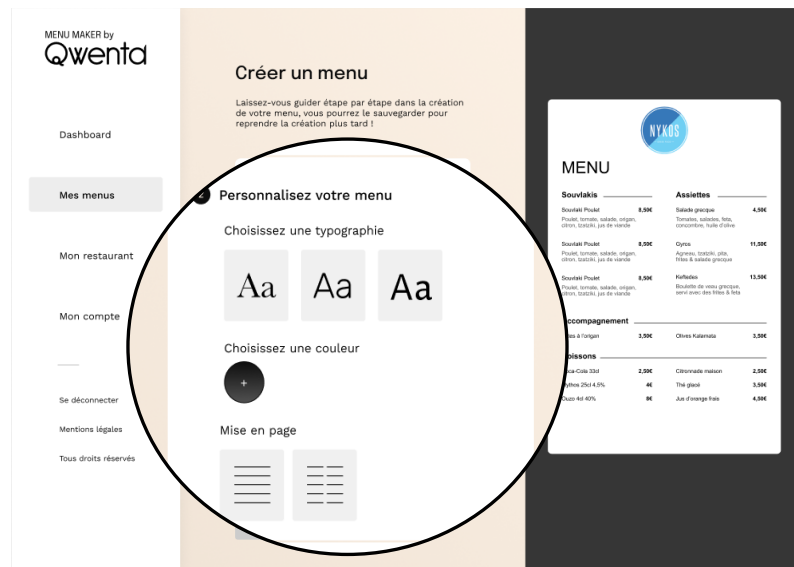 MENU MAKER by
Qwenta
Dashboard
Mes menus
Mon restaurant
Mon compte
Se déconnecter
Mentions légales
Tous droits réservés
Créer un menu
Laissez-vous guider étape par étape dans la création
de votre menu, vous pourrez le sauvegarder pour
reprendre la création plus tard !
2 Personnalisez votre menu
Choisissez une typographie
Aa Aa Aa
Choisissez une couleur
+
Mise en page
NYKOS
MENU
Souvlakis
Souvlaki Poulet 8,50€
Poulet, tomate, salade, origan,
citron, tzatziki, jus de viande
Souvlaki Poulet 8,50€
Poulet, tomate, salade, origan,
citron, tzatziki, jus de viande
Souvlaki Poulet 8,50€
Poulet, tomate, salade, origan,
citron, tzatziki, jus de viande
Assiettes
Salade grecque 4,50€
Tomates, salades, feta,
concombre, huile d'olive
Gyros 11,50€
Agneau, tzatziki, pita,
frites & salade grecque
Keftedes 13,50€
Boulette de veau grecque,
servi avec des frites & feta
ccompagnement
tes à l'origan 3,50€ Olives Kalamata 3,50€
oissons
oca-Cola 33cl 2,50€ Citronnade maison 2,50€
ythos 25cl 4,5% 4€ Thé glacé 3,50€
Ouzo 4cl 40% 8€ Jus d'orange frais 4,50€